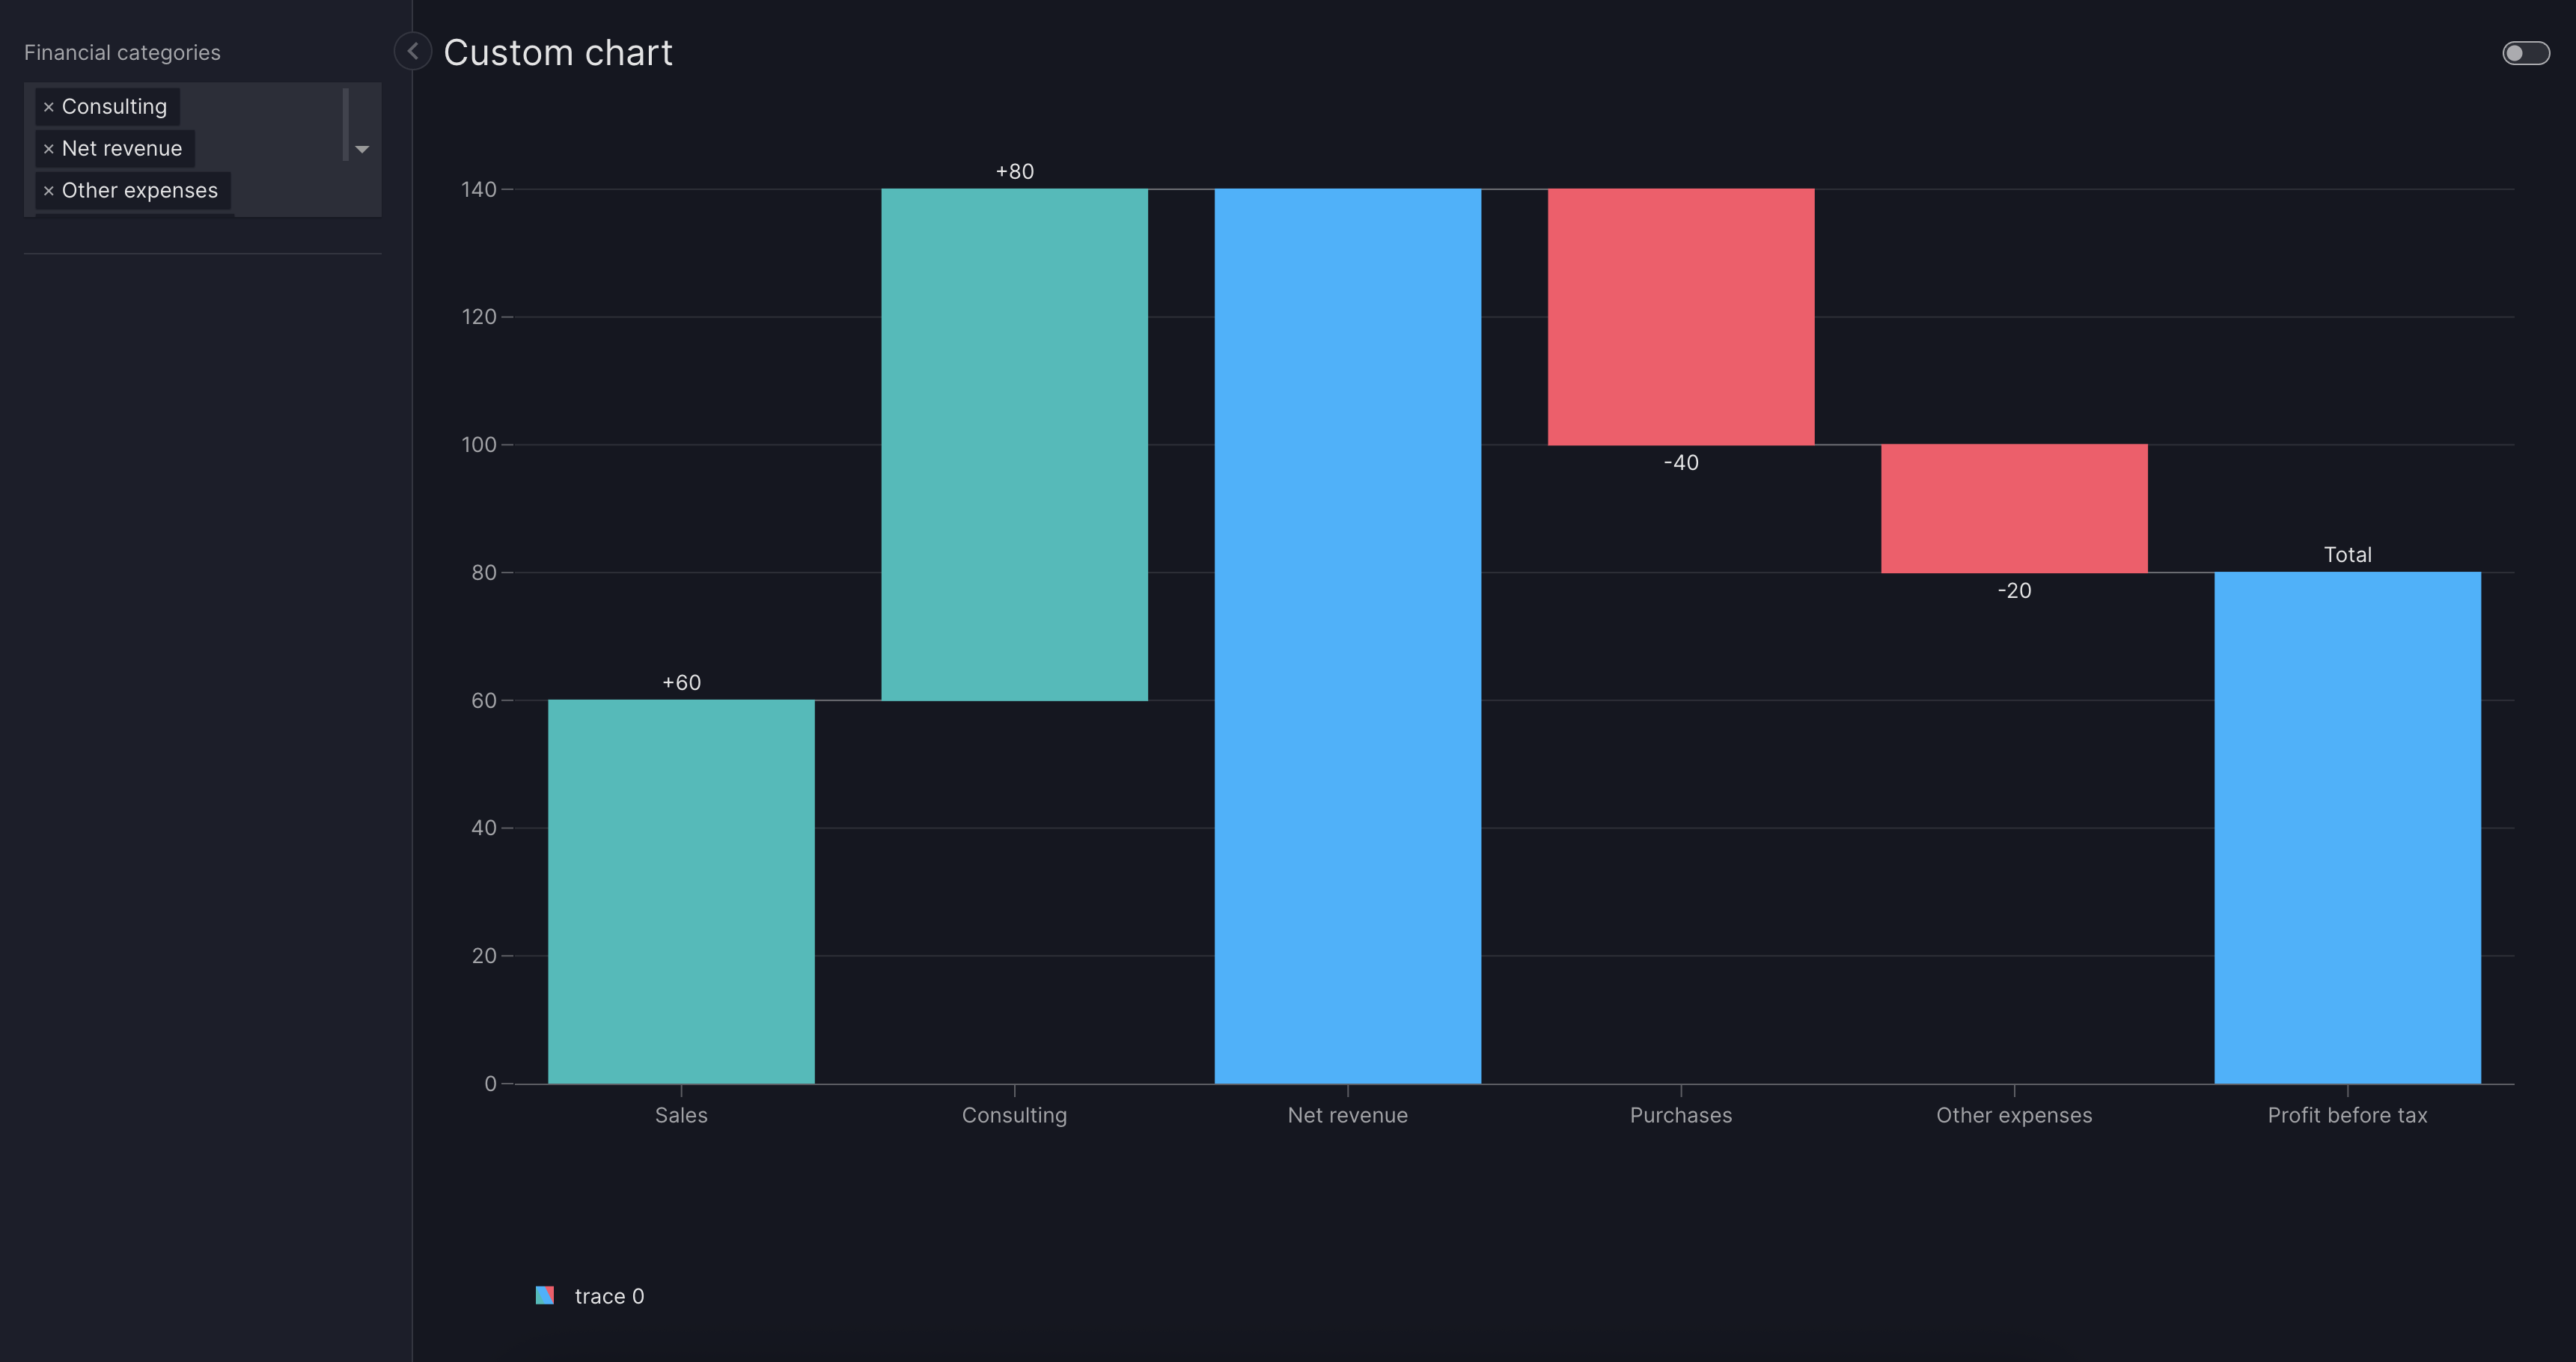 Financial categories
× Consulting
× Net revenue
× Other expenses
Custom chart
140
120
100
80
60
40
20
0
+60
+80
-40
-20
Total
Sales
Consulting
Net revenue
Purchases
Other expenses
Profit before tax
trace 0